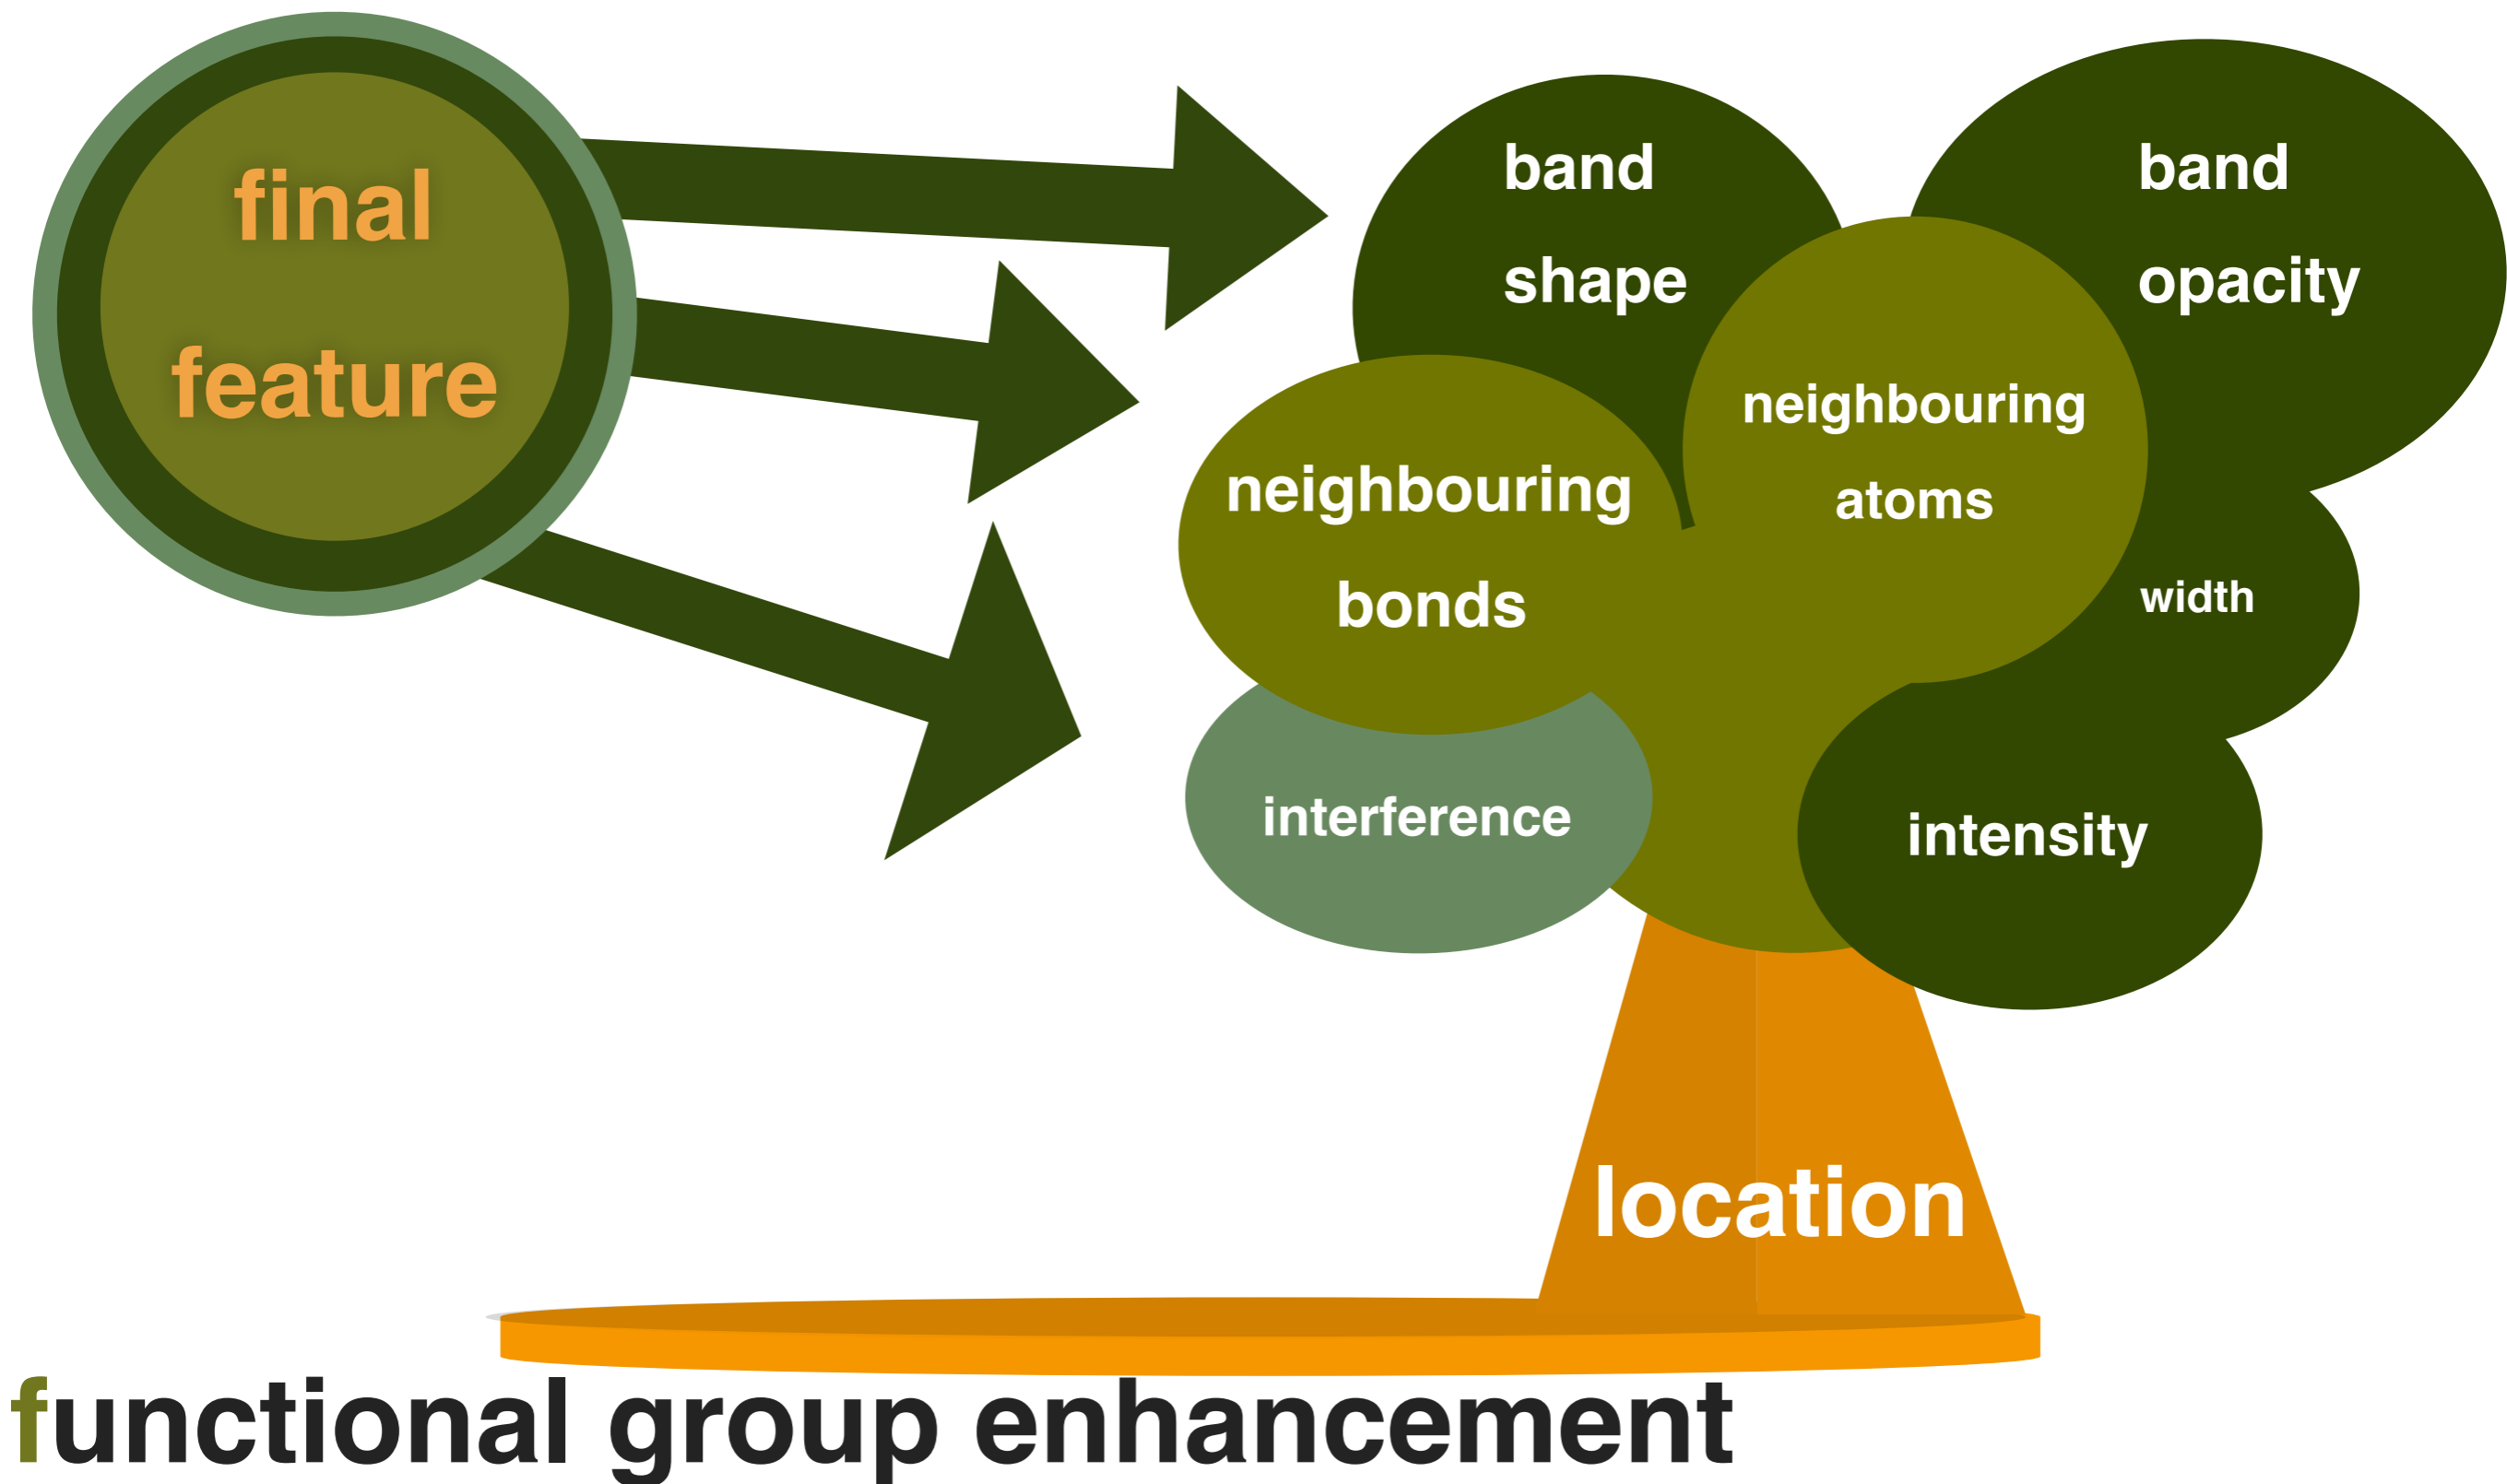 final
feature
band
shape
band
opacity
neighbouring
atoms
neighbouring
bonds
width
interference
intensity
location
functional group enhancement